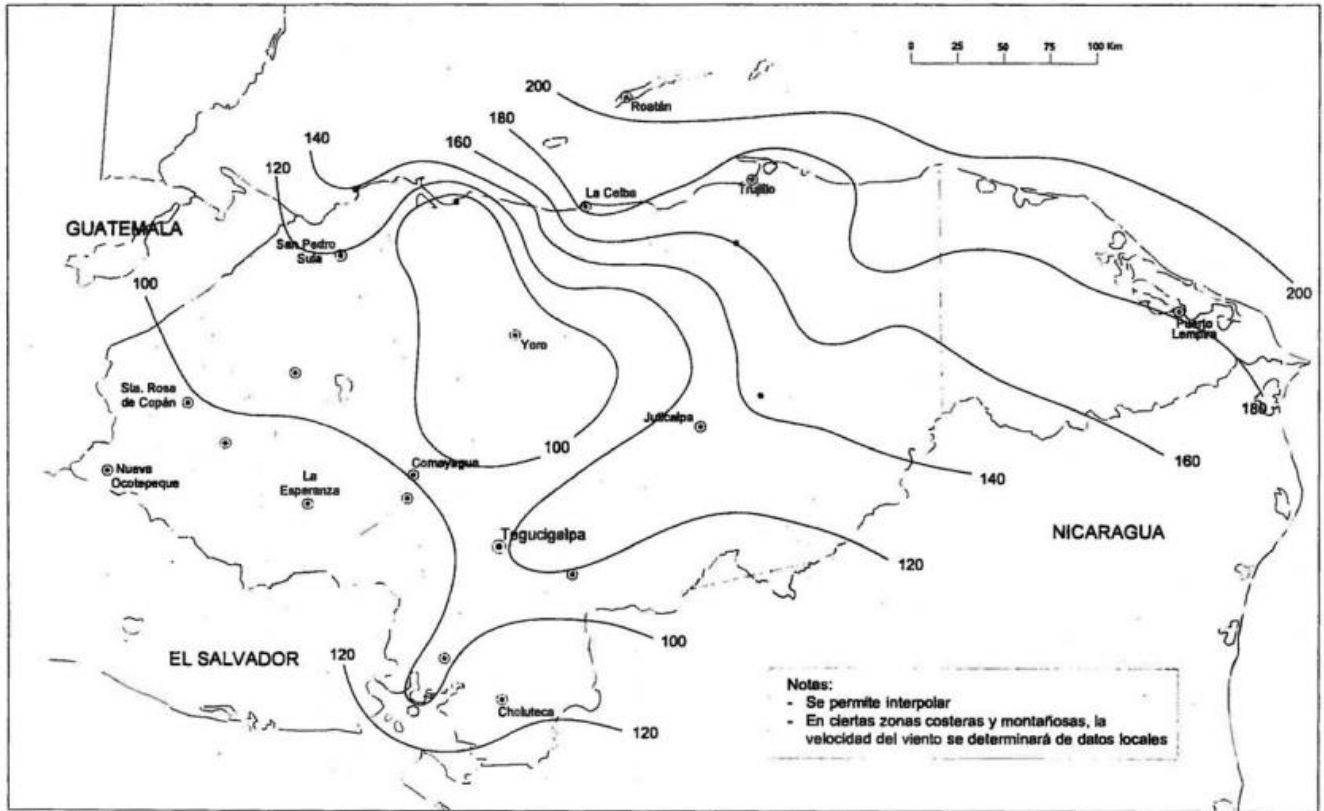 0 25 50 75 100 Km
200
Roatán
180
160
140
120
La Ceiba
Trujillo
GUATEMALA
San Pedro
Sula
100
200
Puerto
Lempira
Yoro
Sta. Rosa
de Copán
180
Juticalpa
100
160
Comayagua
Nueva
Ocotepeque
La
Esperanza
140
Tegucigalpa
NICARAGUA
120
100
EL SALVADOR
120
Choluteca
120
Notas:
- Se permite interpolar
- En ciertas zonas costeras y montañosas, la
velocidad del viento se determinará de datos locales